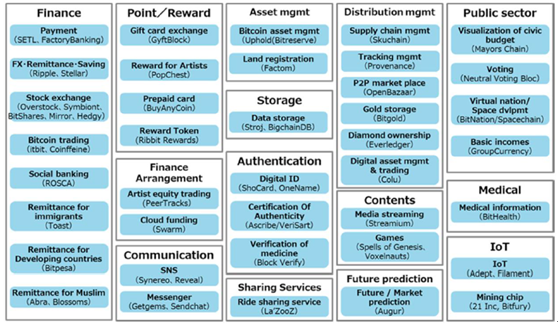 Finance
Payment
(SETL. FactoryBanking)
FX·Remittance·Saving
(Ripple. Stellar)
Stock exchange
(Overstock. Symbiont.
BitShares. Mirror. Hedgy)
Bitcoin trading
(itbit. Coinffeine)
Social banking
(ROSCA)
Remittance for
immigrants
(Toast)
Remittance for
Developing countries
(Bitpesa)
Remittance for Muslim
(Abra. Blossoms)
Point／Reward
Gift card exchange
(GyftBlock)
Reward for Artists
(PopChest)
Prepaid card
(BuyAnyCoin)
Reward Token
(Ribbit Rewards)
Finance
Arrangement
Artist equity trading
(PeerTracks)
Cloud funding
(Swarm)
Communication
SNS
(Synereo. Reveal)
Messenger
(Getgems. Sendchat)
Asset mgmt
Bitcoin asset mgmt
(Uphold(Bitreserve)
Land registration
(Factom)
Storage
Data storage
(Stroj. BigchainDB)
Authentication
Digital ID
(ShoCard. OneName)
Certification Of
Authenticity
(Ascribe/VeriSart)
Verification of
medicine
(Block Verify)
Sharing Services
Ride sharing service
(La'ZooZ)
Distribution mgmt
Supply chain mgmt
(Skuchain)
Tracking mgmt
(Provenance)
P2P market place
(OpenBazaar)
Gold storage
(Bitgold)
Diamond ownership
(Everledger)
Digital asset mgmt
& trading
(Colu)
Contents
Media streaming
(Streamium)
Games
(Spells of Genesis.
Voxelnauts)
Future prediction
Future / Market
prediction
(Augur)
Public sector
Visualization of civic
budget
(Mayors Chain)
Voting
(Neutral Voting Bloc)
Virtual nation/
Space dvlpmt
(BitNation/Spacechain)
Basic incomes
(GroupCurrency)
Medical
Medical information
(BitHealth)
IoT
IoT
(Adept. Filament)
Mining chip
(21 Inc, Bitfury)